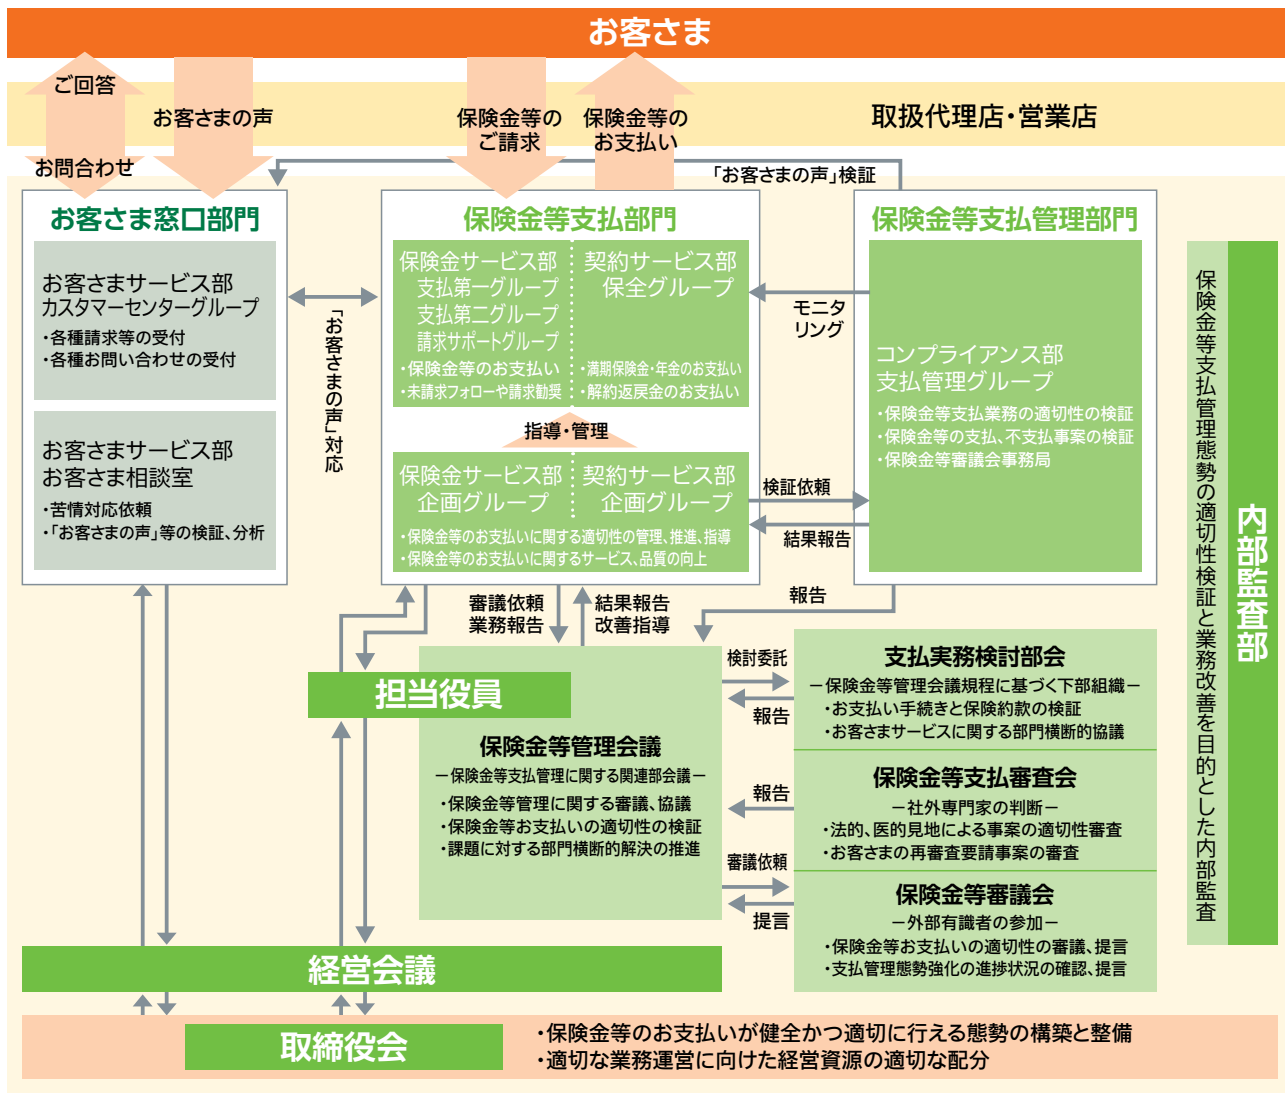 お客さま
ご回答
お問合わせ
お客さまの声
保険金等の
ご請求
保険金等の
お支払い
取扱代理店・営業店
「お客さまの声」検証
お客さま窓口部門
お客さまサービス部
カスタマーセンターグループ
・各種請求等の受付
・各種お問い合わせの受付
お客さまサービス部
お客さま相談室
・苦情対応依頼
・「お客さまの声」等の検証、分析
「お客さまの声」対応
保険金等支払部門
保険金サービス部
支払第一グループ
支払第二グループ
請求サポートグループ
・保険金等のお支払い
・未請求フォローや請求勧奨
契約サービス部
保全グループ
・満期保険金・年金のお支払い
・解約返戻金のお支払い
指導・管理
保険金サービス部
企画グループ
契約サービス部
企画グループ
・保険金等のお支払いに関する適切性の管理、推進、指導
・保険金等のお支払いに関するサービス、品質の向上
モニタ
リング
検証依頼
結果報告
保険金等支払管理部門
コンプライアンス部
支払管理グループ
・保険金等支払業務の適切性の検証
・保険金等の支払、不支払事案の検証
・保険金等審議会事務局
保険金等支払管理態勢の適切性検証と業務改善を目的とした内部監査
内部監査部
審議依頼
業務報告
結果報告
改善指導
報告
担当役員
保険金等管理会議
－保険金等支払管理に関する関連部会議－
・保険金等管理に関する審議、協議
・保険金等お支払いの適切性の検証
・課題に対する部門横断的解決の推進
検討委託
報告
報告
審議依頼
提言
支払実務検討部会
－保険金等管理会議規程に基づく下部組織－
・お支払い手続きと保険約款の検証
・お客さまサービスに関する部門横断的協議
保険金等支払審査会
－社外専門家の判断－
・法的、医的見地による事案の適切性審査
・お客さまの再審査要請事案の審査
保険金等審議会
－外部有識者の参加－
・保険金等お支払いの適切性の審議、提言
・支払管理態勢強化の進捗状況の確認、提言
経営会議
取締役会
・保険金等のお支払いが健全かつ適切に行える態勢の構築と整備
・適切な業務運営に向けた経営資源の適切な配分